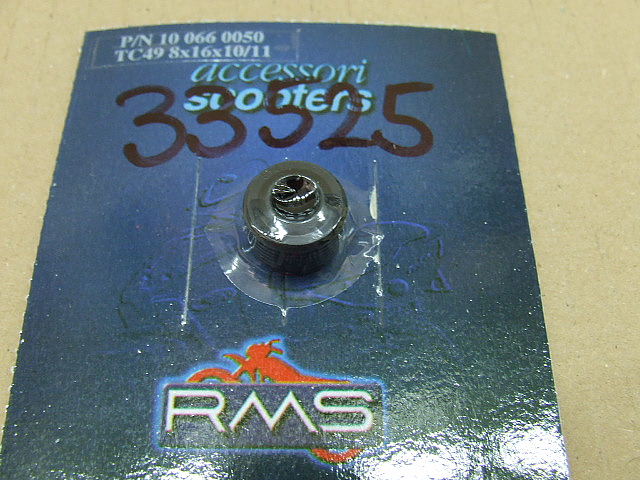 P/N 10 066 0050
TC49 8x16x10/11
accessori
scooters
33525
RMS